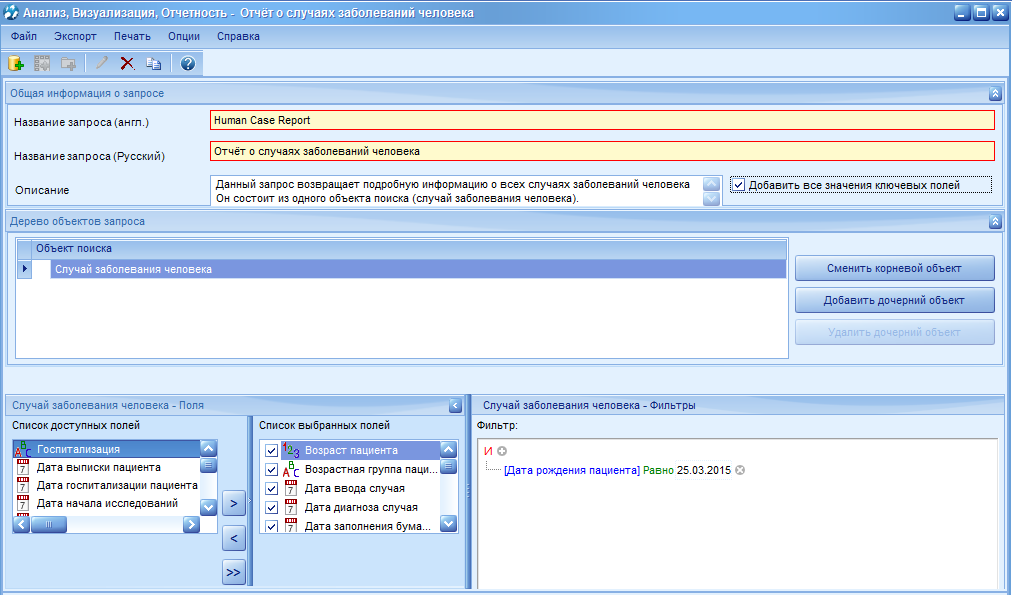 Анализ, Визуализация, Отчетность - Отчёт о случаях заболеваний человека
Файл Экспорт Печать Опции Справка
Общая информация о запросе
Название запроса (англ.)
Human Case Report
Название запроса (Русский)
Отчёт о случаях заболеваний человека
Описание
Данный запрос возвращает подробную информацию о всех случаях заболеваний человека
Он состоит из одного объекта поиска (случай заболевания человека).
Добавить все значения ключевых полей
Дерево объектов запроса
Объект поиска
Случай заболевания человека
Сменить корневой объект
Добавить дочерний объект
Удалить дочерний объект
Случай заболевания человека - Поля
Список доступных полей
Госпитализация
Дата выписки пациента
Дата госпитализации пациента
Дата начала исследований
>
<
>>
Список выбранных полей
Возраст пациента
Возрастная группа паци...
Дата ввода случая
Дата диагноза случая
Дата заполнения бума...
Случай заболевания человека - Фильтры
Фильтр:
И
[Дата рождения пациента] Равно 25.03.2015